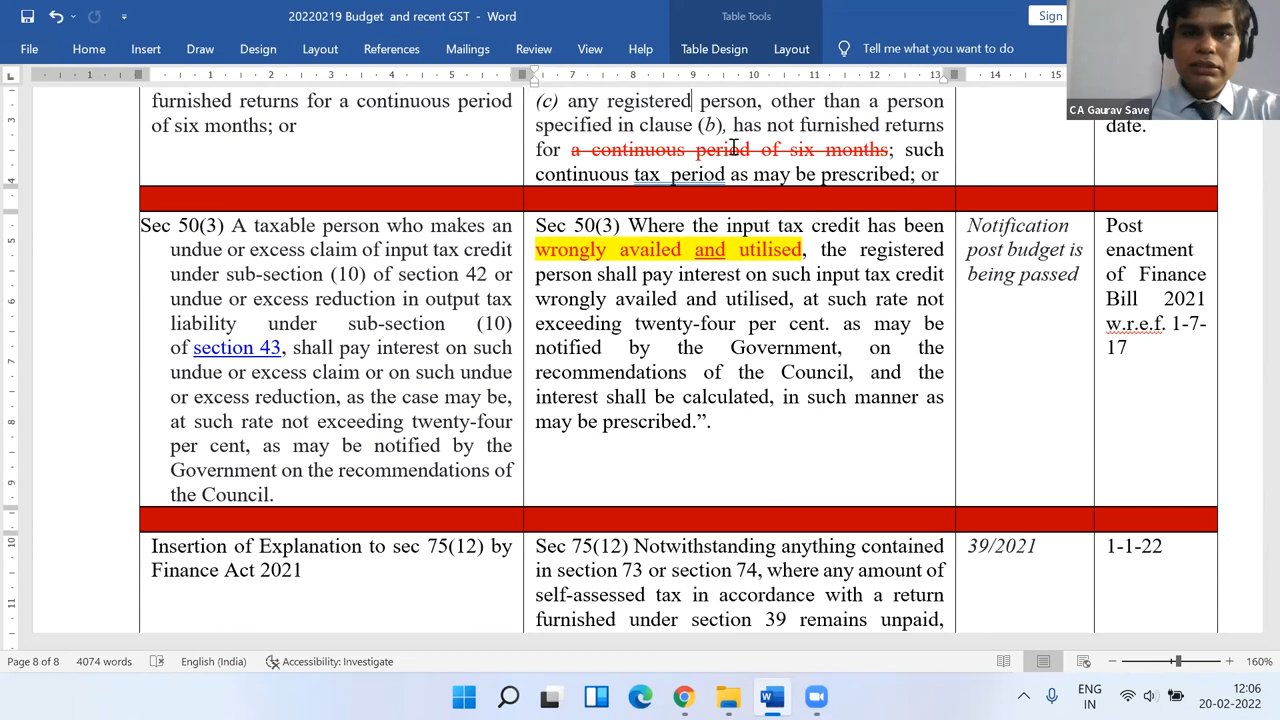 20220219 Budget and recent GST - Word
Table Tools
Sign
File Home Insert Draw Design Layout References Mailings Review View Help Table Design Layout Tell me what you want to do
1 1 2 3 4 5 7 8 9 10 11 12 13 14 15
CA Gaurav Save
furnished returns for a continuous period
of six months; or
(c) any registered person, other than a person
specified in clause (b), has not furnished returns
for a continuous period of six months; such
continuous tax period as may be prescribed; or
date.
Sec 50(3) A taxable person who makes an
undue or excess claim of input tax credit
under sub-section (10) of section 42 or
undue or excess reduction in output tax
liability under sub-section (10)
of section 43, shall pay interest on such
undue or excess claim or on such undue
or excess reduction, as the case may be,
at such rate not exceeding twenty-four
per cent, as may be notified by the
Government on the recommendations of
the Council.
Sec 50(3) Where the input tax credit has been
wrongly availed and utilised, the registered
person shall pay interest on such input tax credit
wrongly availed and utilised, at such rate not
exceeding twenty-four per cent. as may be
notified by the Government, on the
recommendations of the Council, and the
interest shall be calculated, in such manner as
may be prescribed.”.
Notification
post budget is
being passed
Post
enactment
of Finance
Bill 2021
w.r.e.f. 1-7-
17
Insertion of Explanation to sec 75(12) by
Finance Act 2021
Sec 75(12) Notwithstanding anything contained
in section 73 or section 74, where any amount of
self-assessed tax in accordance with a return
furnished under section 39 remains unpaid,
39/2021
1-1-22
Page 8 of 8 4074 words English (India) Accessibility: Investigate 160%
ENG
IN
12:06
20-02-2022